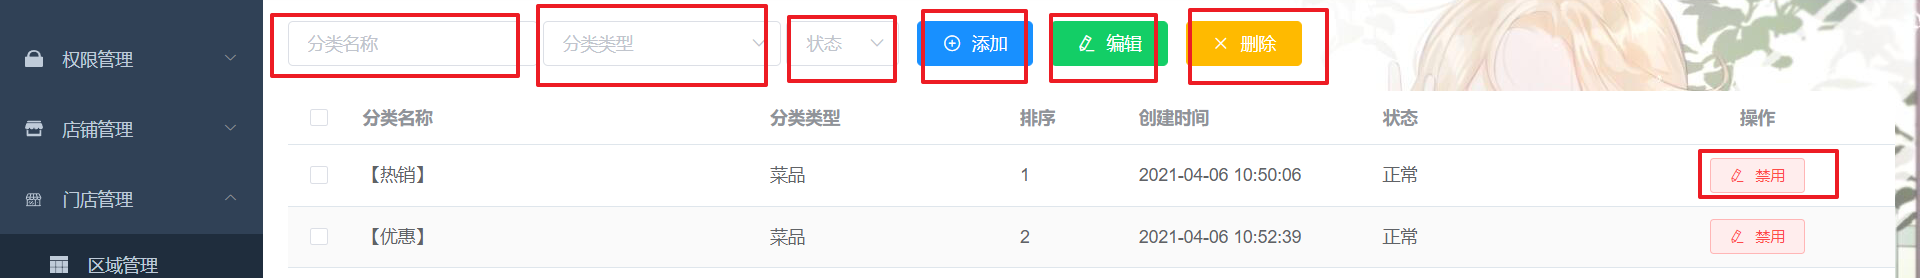 权限管理
店铺管理
门店管理
区域管理
分类名称 分类类型 状态 添加 编辑 删除
分类名称 分类类型 排序 创建时间 状态 操作
【热销】 菜品 1 2021-04-06 10:50:06 正常 禁用
【优惠】 菜品 2 2021-04-06 10:52:39 正常 禁用